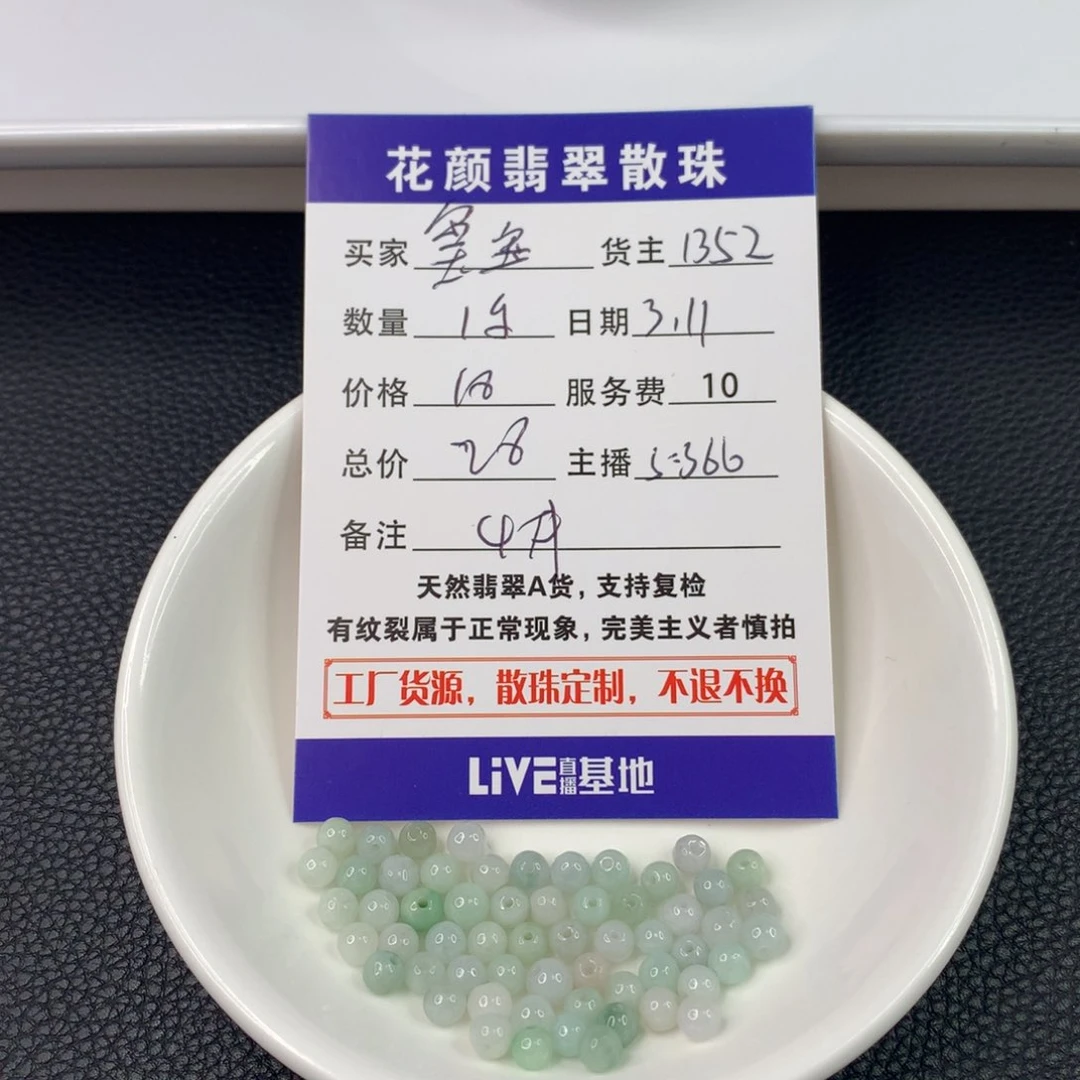 花颜翡翠散珠
买家 货主 1352
数量 1 日期 3.11
价格 18 服务费 10
总价 28 主播 366
备注
天然翡翠A货，支持复检
有纹裂属于正常现象，完美主义者慎拍
工厂货源，散珠定制，不退不换
LiVE直播基地